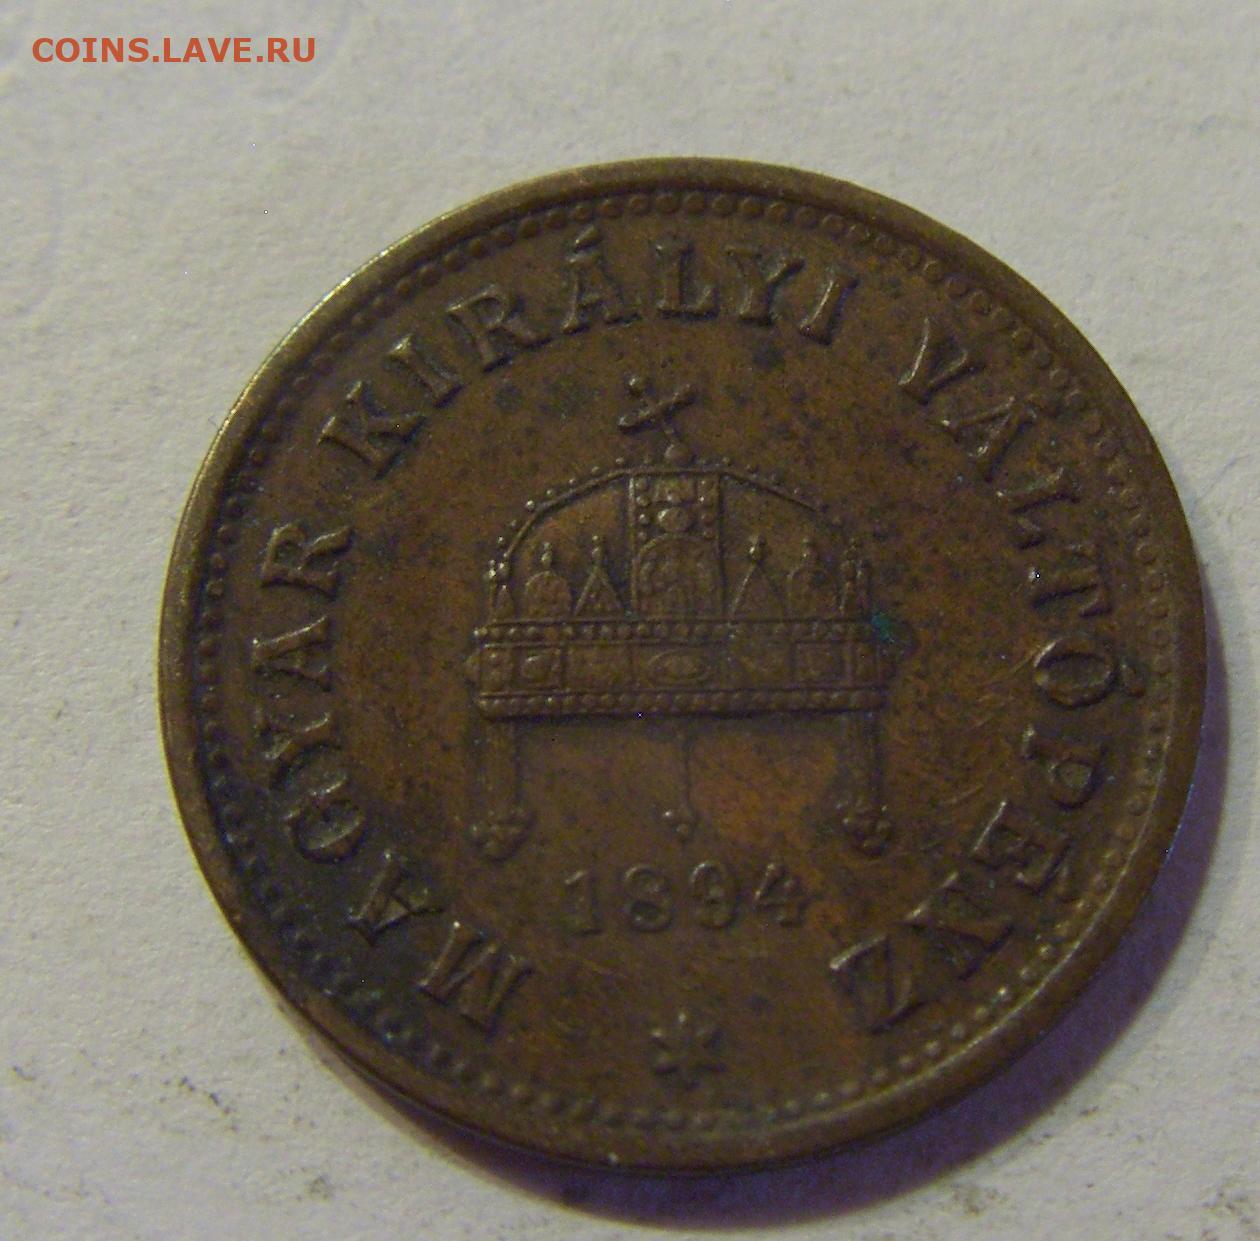 COINS.LAVE.RU
MAGYAR KIRÁLYI VÁLTÓPÉNZ
1894